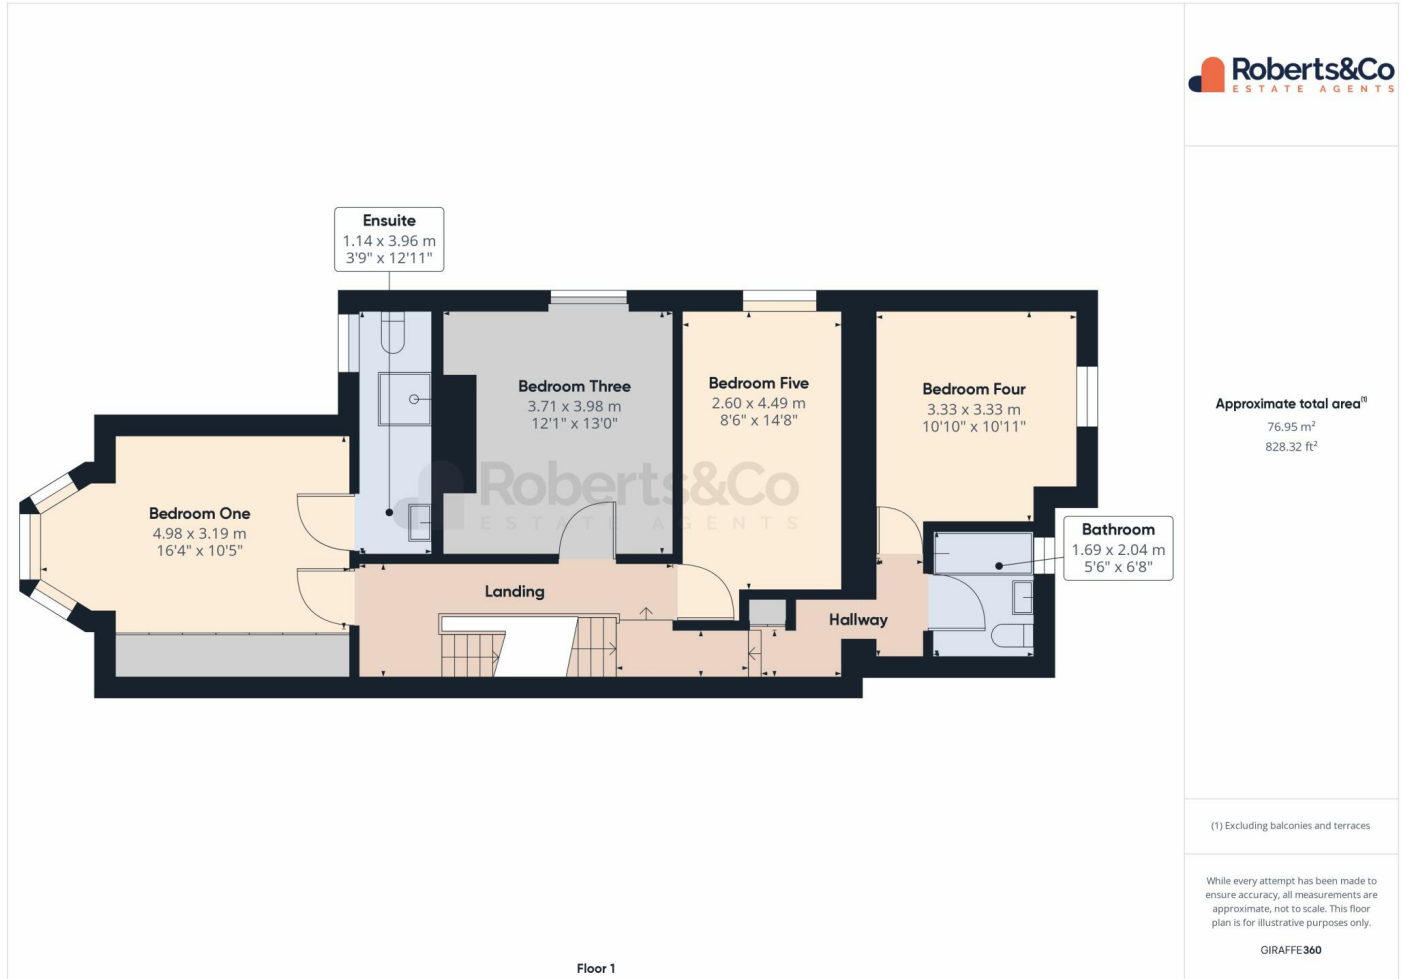 Roberts&Co
ESTATE AGENTS
Ensuite
1.14 x 3.96 m
3'9" x 12'11"
Bedroom Three
3.71 x 3.98 m
12'1" x 13'0"
Bedroom Five
2.60 x 4.49 m
8'6" x 14'8"
Bedroom Four
3.33 x 3.33 m
10'10" x 10'11"
Bedroom One
4.98 x 3.19 m
16'4" x 10'5"
Roberts&Co
ESTATE AGENTS
Bathroom
1.69 x 2.04 m
5'6" x 6'8"
Landing
Hallway
Floor 1
Approximate total area(1)
76.95 m²
828.32 ft²
(1) Excluding balconies and terraces
While every attempt has been made to
ensure accuracy, all measurements are
approximate, not to scale. This floor
plan is for illustrative purposes only.
GIRAFFE360